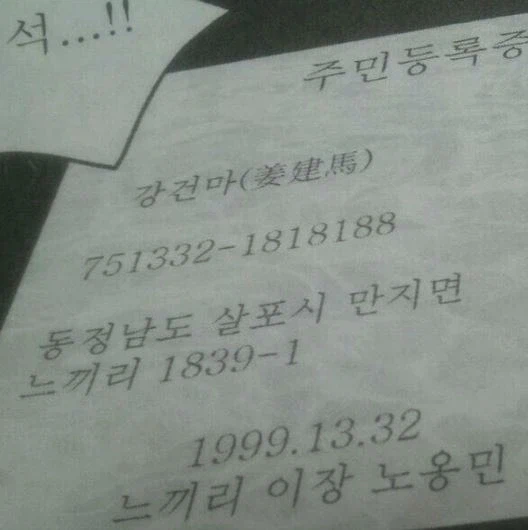 석...!!
주민등록증
강건마(姜建馬)
751332-1818188
동정남도 살포시 만지면
느끼리 1839-1
1999.13.32
느끼리 이장 노옹민